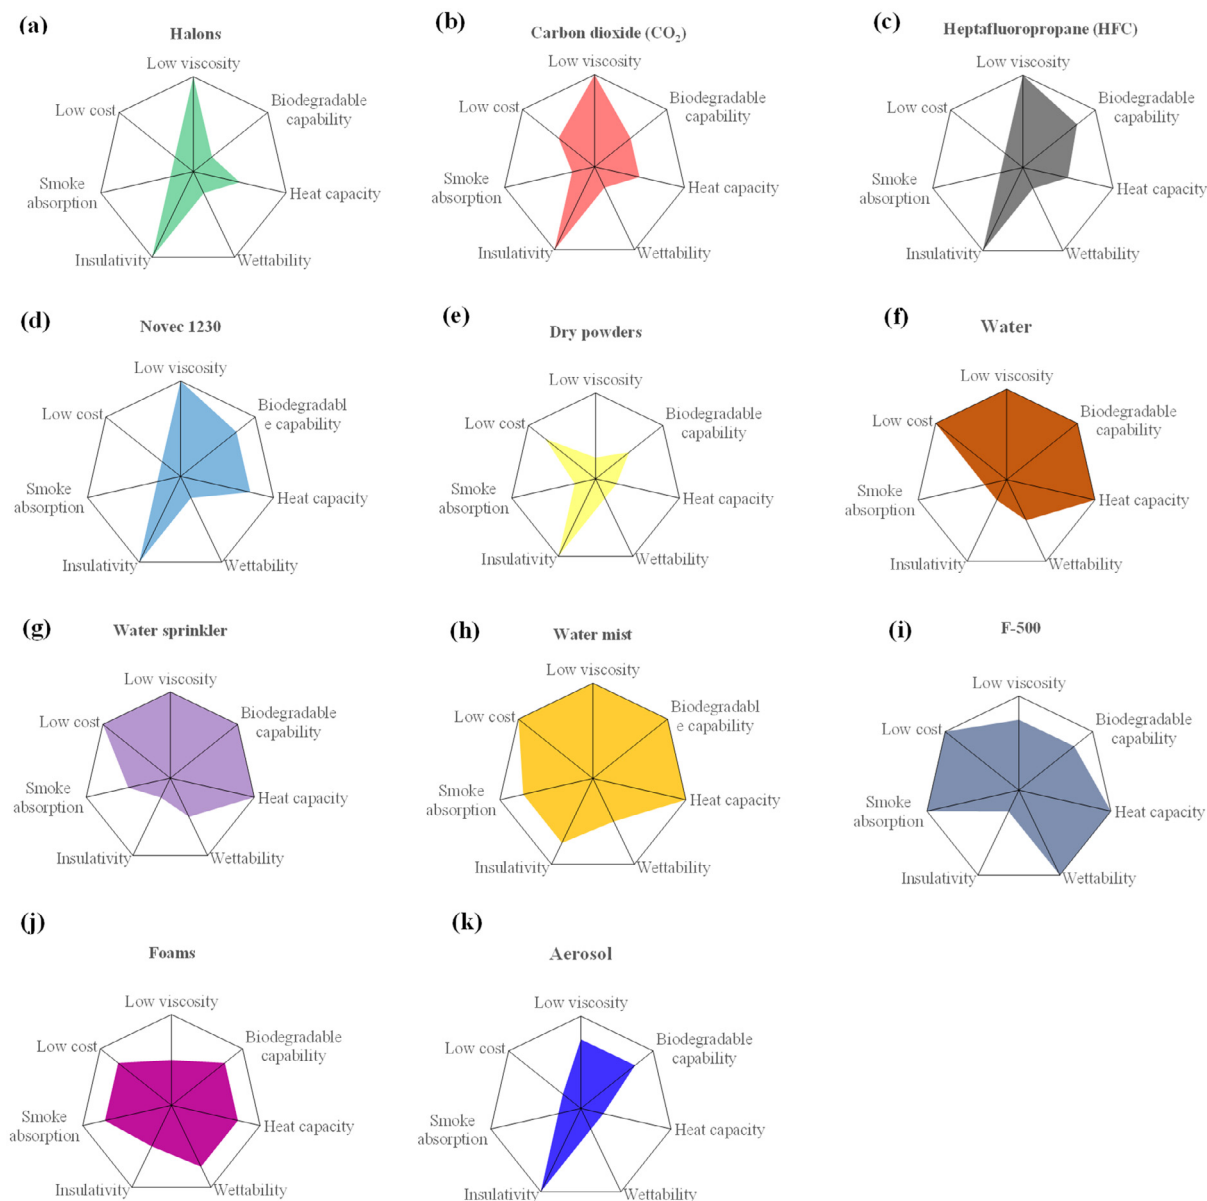 (a)
Halons
Low viscosity
Low cost
Biodegradable
capability
Smoke
absorption
Heat capacity
Insulativity
Wettability
(b)
Carbon dioxide (CO₂)
Low viscosity
Low cost
Biodegradable
capability
Smoke
absorption
Heat capacity
Insulativity
Wettability
(c)
Heptafluoropropane (HFC)
Low viscosity
Low cost
Biodegradable
capability
Smoke
absorption
Heat capacity
Insulativity
Wettability
(d)
Novec 1230
Low viscosity
Low cost
Biodegradabl
e capability
Smoke
absorption
Heat capacity
Insulativity
Wettability
(e)
Dry powders
Low viscosity
Low cost
Biodegradable
capability
Smoke
absorption
Heat capacity
Insulativity
Wettability
(f)
Water
Low viscosity
Low cost
Biodegradable
capability
Smoke
absorption
Heat capacity
Insulativity
Wettability
(g)
Water sprinkler
Low viscosity
Low cost
Biodegradable
capability
Smoke
absorption
Heat capacity
Insulativity
Wettability
(h)
Water mist
Low viscosity
Low cost
Biodegradabl
e capability
Smoke
absorption
Heat capacity
Insulativity
Wettability
(i)
F-500
Low viscosity
Low cost
Biodegradable
capability
Smoke
absorption
Heat capacity
Insulativity
Wettability
(j)
Foams
Low viscosity
Low cost
Biodegradable
capability
Smoke
absorption
Heat capacity
Insulativity
Wettability
(k)
Aerosol
Low viscosity
Low cost
Biodegradable
capability
Smoke
absorption
Heat capacity
Insulativity
Wettability